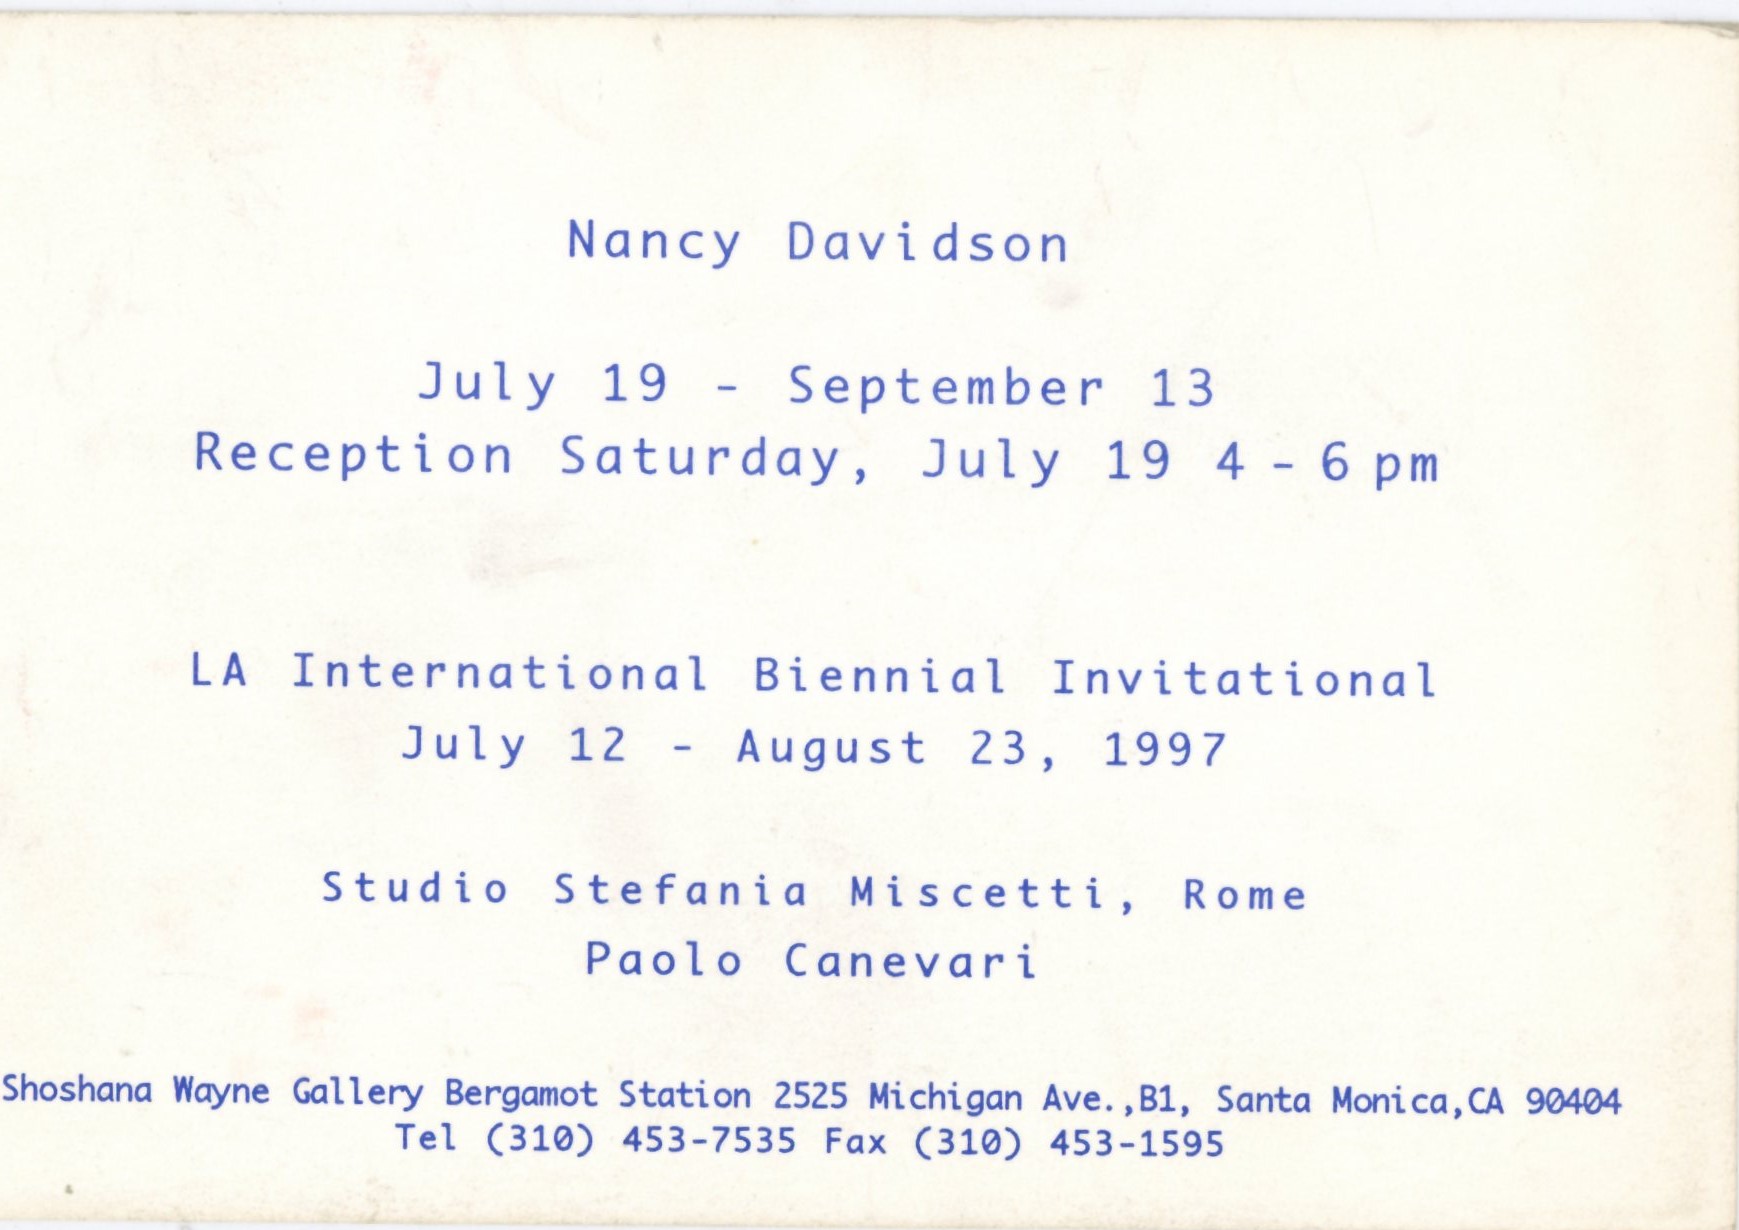 Nancy Davidson
July 19 - September 13
Reception Saturday, July 19 4 - 6 pm
LA International Biennial Invitational
July 12 - August 23, 1997
Studio Stefania Miscetti, Rome
Paolo Canevari
Shoshana Wayne Gallery Bergamot Station 2525 Michigan Ave.,B1, Santa Monica,CA 90404
Tel (310) 453-7535 Fax (310) 453-1595